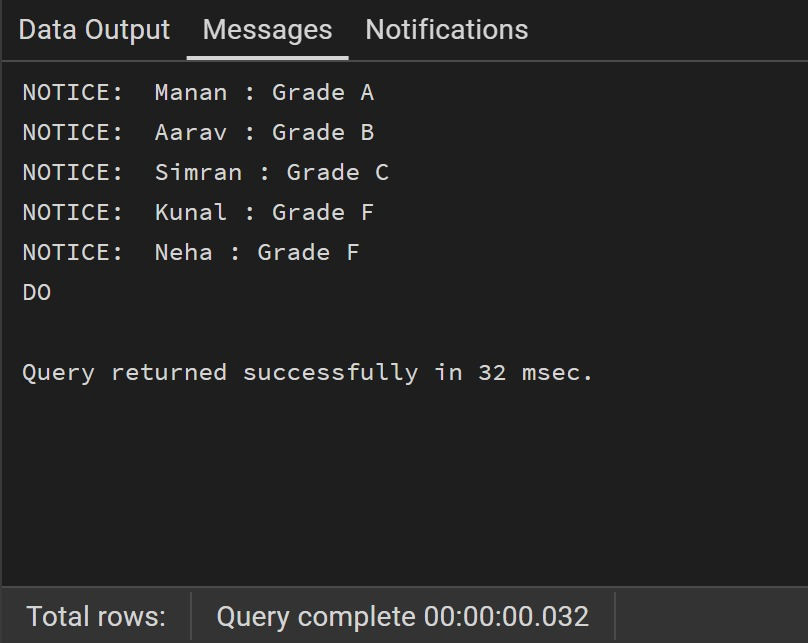 Data Output Messages Notifications
NOTICE:  Manan : Grade A
NOTICE:  Aarav : Grade B
NOTICE:  Simran : Grade C
NOTICE:  Kunal : Grade F
NOTICE:  Neha : Grade F
DO
Query returned successfully in 32 msec.
Total rows: Query complete 00:00:00.032